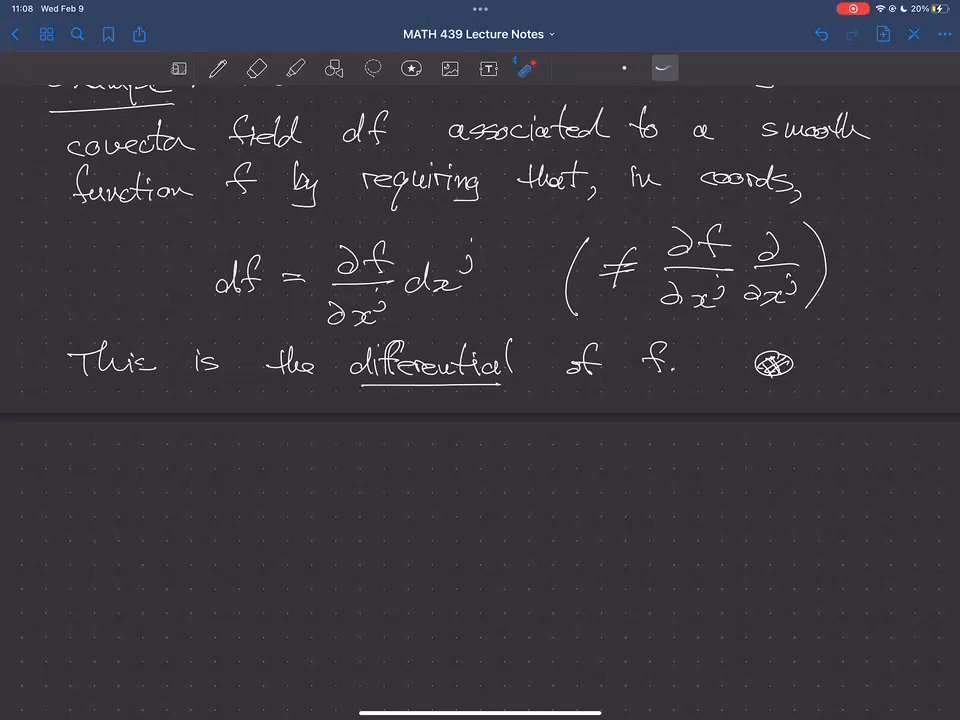 11:08 Wed Feb 9
20%
MATH 439 Lecture Notes
covector field df associated to a smooth
function f by requiring that, in coords,
df = ∂f/∂x^j dx^j ( ≠ ∂f/∂x^j ∂/∂x^j )
This is the differential of f.